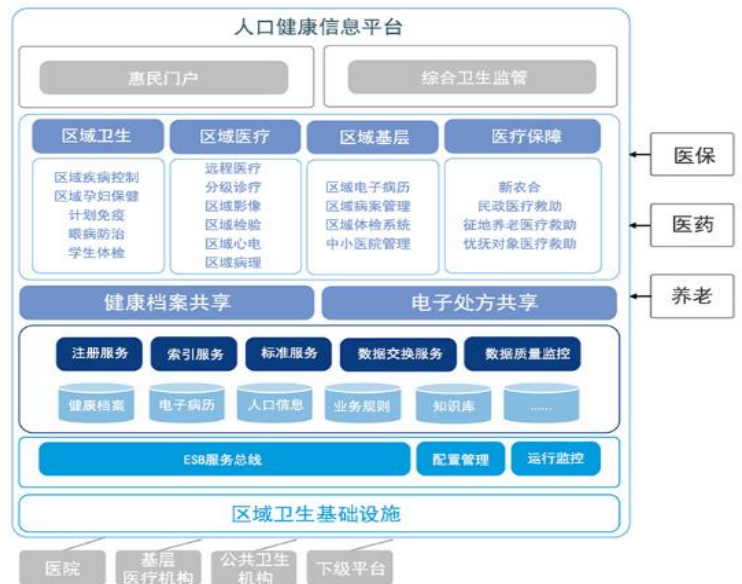 人口健康信息平台
惠民门户
综合卫生监管
区域卫生
区域疾病控制
区域孕妇保健
计划免疫
眼病防治
学生体检
区域医疗
远程医疗
分级诊疗
区域影像
区域检验
区域心电
区域病理
区域基层
区域电子病历
区域病案管理
区域体检系统
中小医院管理
医疗保障
新农合
民政医疗救助
征地养老医疗救助
优抚对象医疗救助
医保
医药
养老
健康档案共享
电子处方共享
注册服务
索引服务
标准服务
数据交换服务
数据质量监控
健康档案
电子病历
人口信息
业务规则
知识库
......
ESB服务总线
配置管理
运行监控
区域卫生基础设施
医院
基层
医疗机构
公共卫生
机构
下级平台